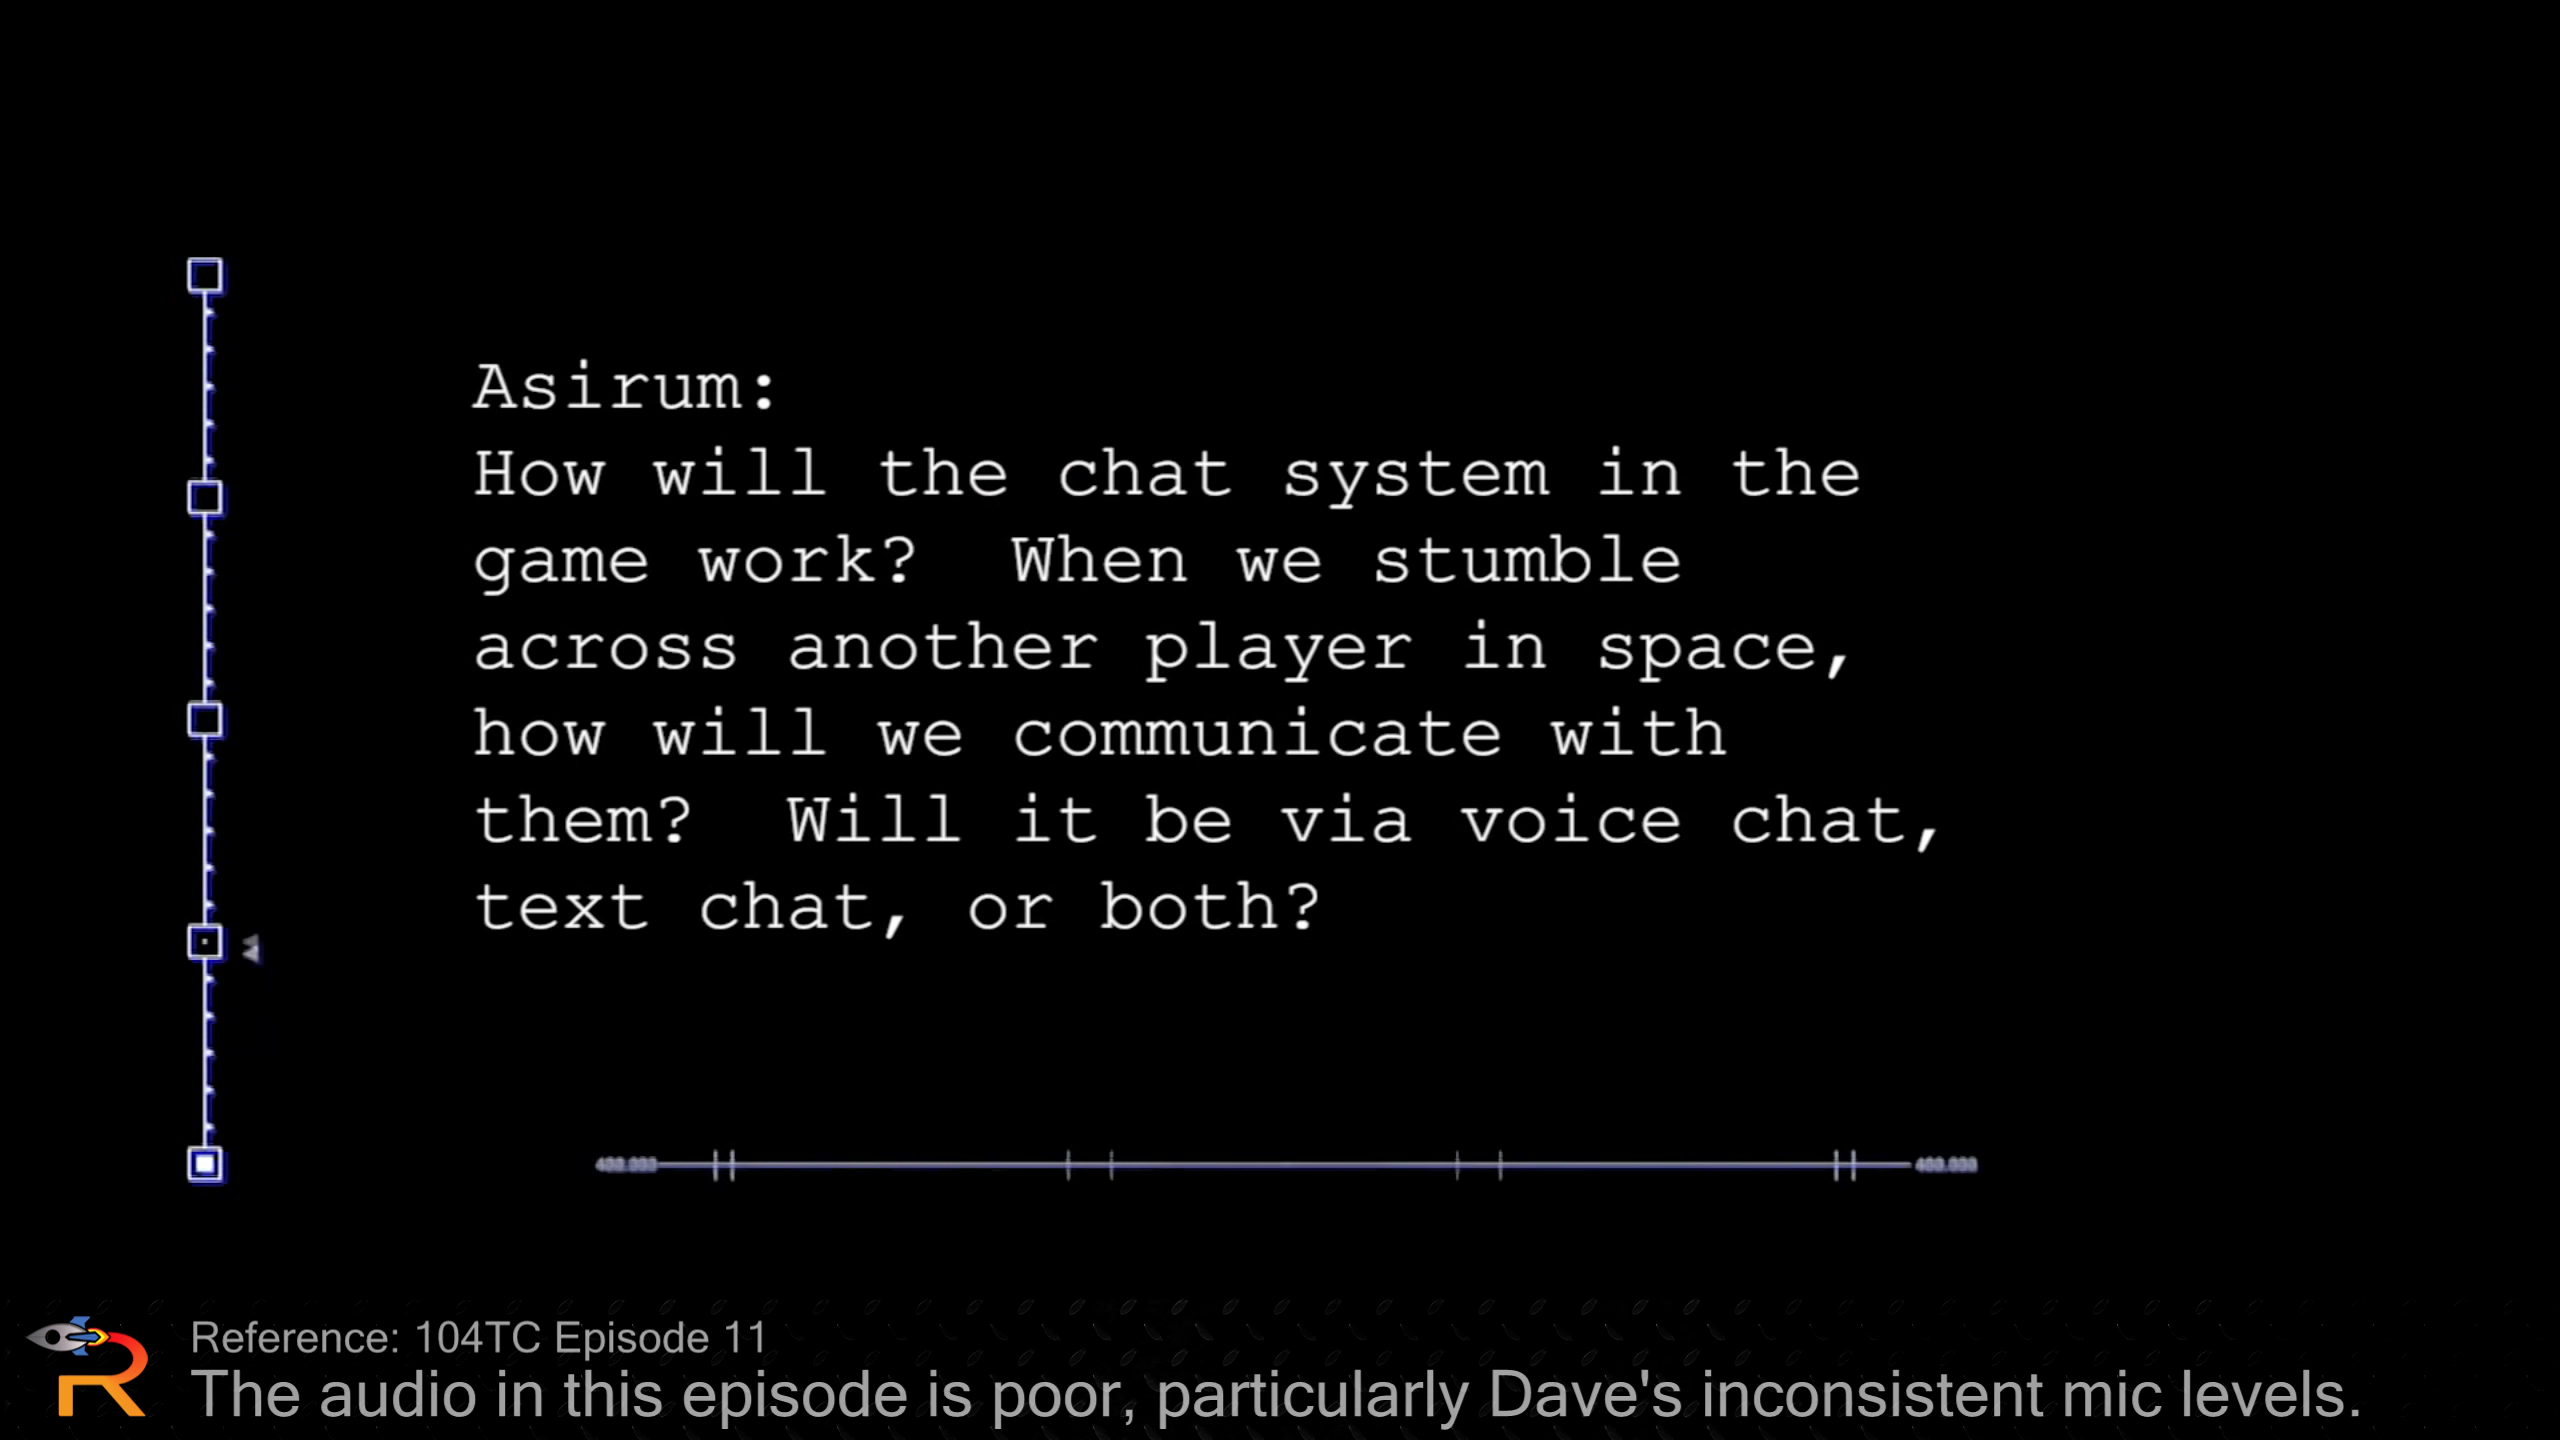 Asirum:
How will the chat system in the
game work?  When we stumble
across another player in space,
how will we communicate with
them?  Will it be via voice chat,
text chat, or both?
R
Reference: 104TC Episode 11
The audio in this episode is poor, particularly Dave's inconsistent mic levels.